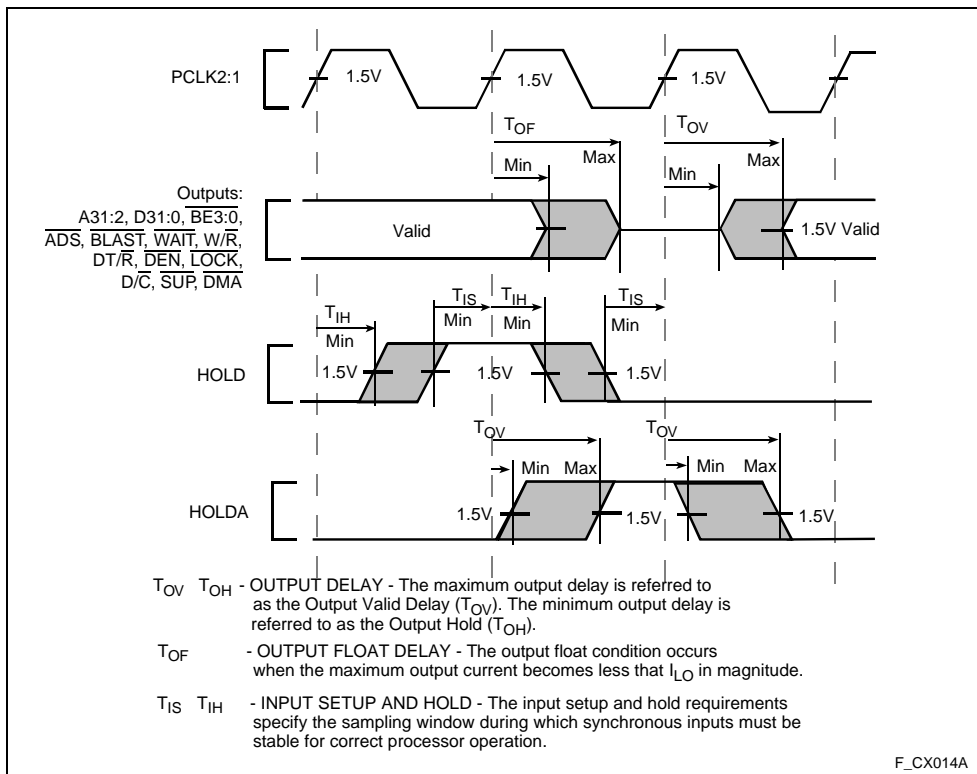 PCLK2:1
1.5V 1.5V 1.5V
TOF TOV
Max Max
Min Min
Outputs:
A31:2, D31:0, BE3:0,
ADS, BLAST, WAIT, W/R,
DT/R, DEN, LOCK,
D/C, SUP, DMA
Valid 1.5V Valid
TIH TIS TIH TIS
Min Min Min Min
HOLD
1.5V 1.5V 1.5V
TOV TOV
Min Max Min Max
HOLDA
1.5V 1.5V 1.5V
TOV TOH - OUTPUT DELAY - The maximum output delay is referred to
as the Output Valid Delay (TOV). The minimum output delay is
referred to as the Output Hold (TOH).
TOF - OUTPUT FLOAT DELAY - The output float condition occurs
when the maximum output current becomes less that ILO in magnitude.
TIS TIH - INPUT SETUP AND HOLD - The input setup and hold requirements
specify the sampling window during which synchronous inputs must be
stable for correct processor operation.
F_CX014A